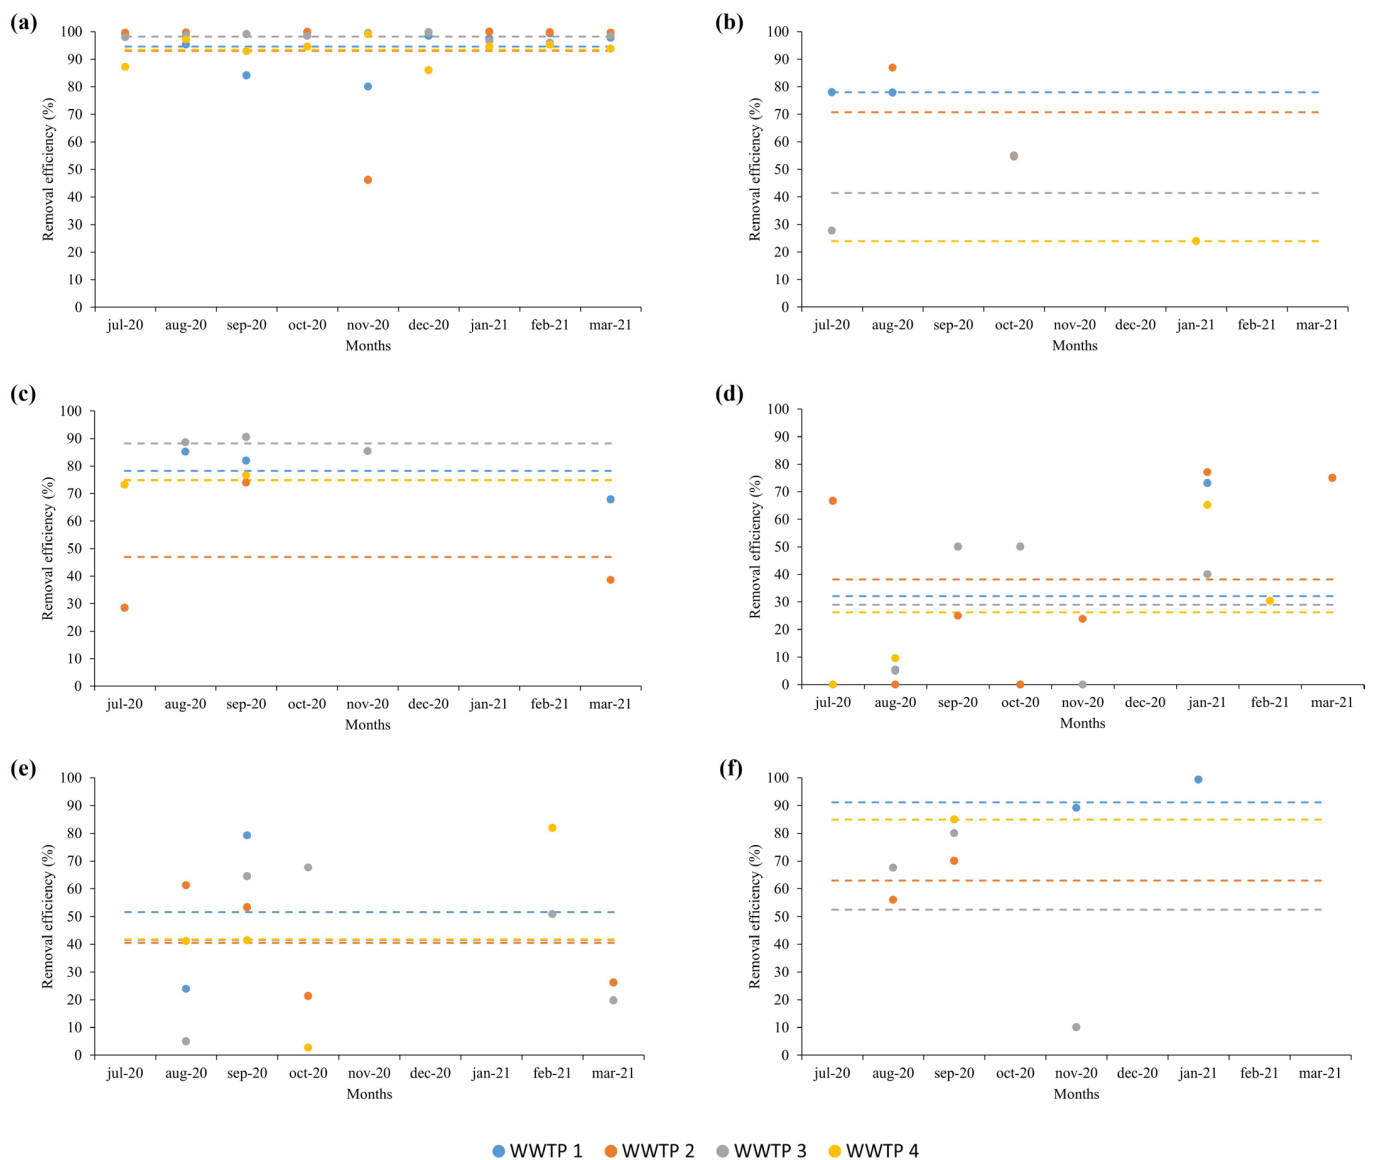 (a)
Removal efficiency (%)
100
90
80
70
60
50
40
30
20
10
0
jul-20 aug-20 sep-20 oct-20 nov-20 dec-20 jan-21 feb-21 mar-21
Months
(b)
Removal efficiency (%)
100
90
80
70
60
50
40
30
20
10
0
jul-20 aug-20 sep-20 oct-20 nov-20 dec-20 jan-21 feb-21 mar-21
Months
(c)
Removal efficiency (%)
100
90
80
70
60
50
40
30
20
10
0
jul-20 aug-20 sep-20 oct-20 nov-20 dec-20 jan-21 feb-21 mar-21
Months
(d)
Removal efficiency (%)
100
90
80
70
60
50
40
30
20
10
0
jul-20 aug-20 sep-20 oct-20 nov-20 dec-20 jan-21 feb-21 mar-21
Months
(e)
Removal efficiency (%)
100
90
80
70
60
50
40
30
20
10
0
jul-20 aug-20 sep-20 oct-20 nov-20 dec-20 jan-21 feb-21 mar-21
Months
(f)
Removal efficiency (%)
100
90
80
70
60
50
40
30
20
10
0
jul-20 aug-20 sep-20 oct-20 nov-20 dec-20 jan-21 feb-21 mar-21
Months
WWTP 1 WWTP 2 WWTP 3 WWTP 4